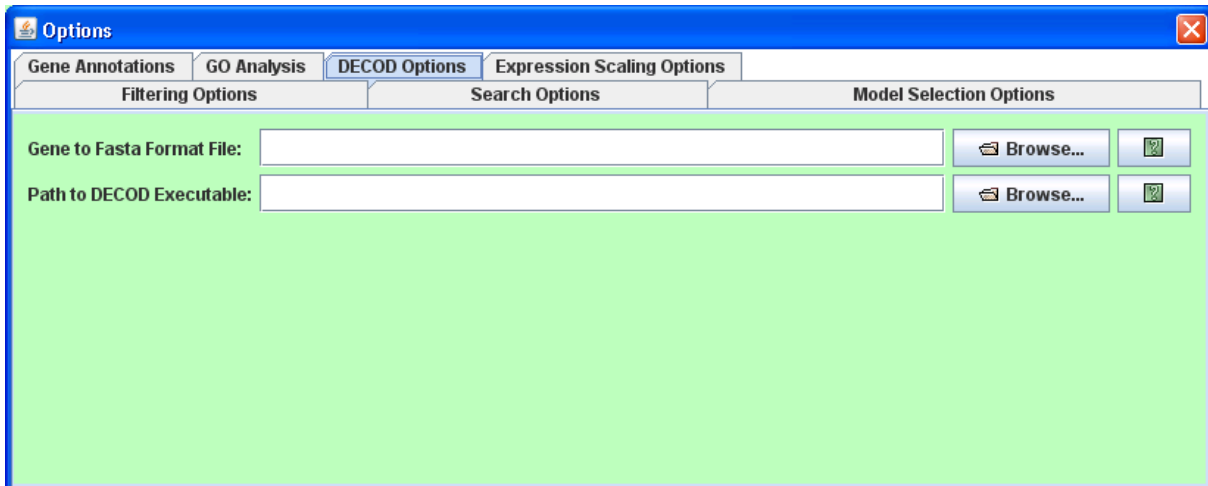 Options
Gene Annotations GO Analysis DECOD Options Expression Scaling Options
Filtering Options Search Options Model Selection Options
Gene to Fasta Format File: Browse... ?
Path to DECOD Executable: Browse... ?